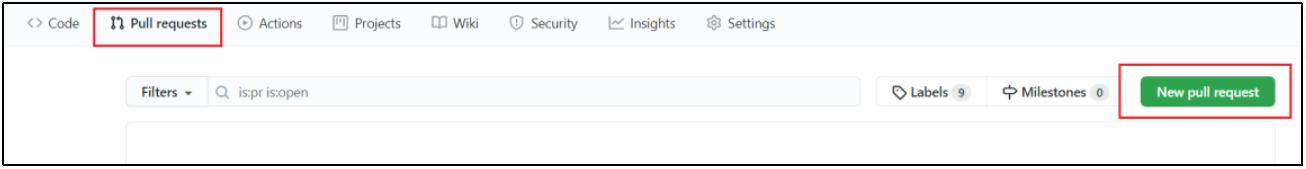 <> Code Pull requests Actions Projects Wiki Security Insights Settings
Filters is:pr is:open Labels 9 Milestones 0 New pull request